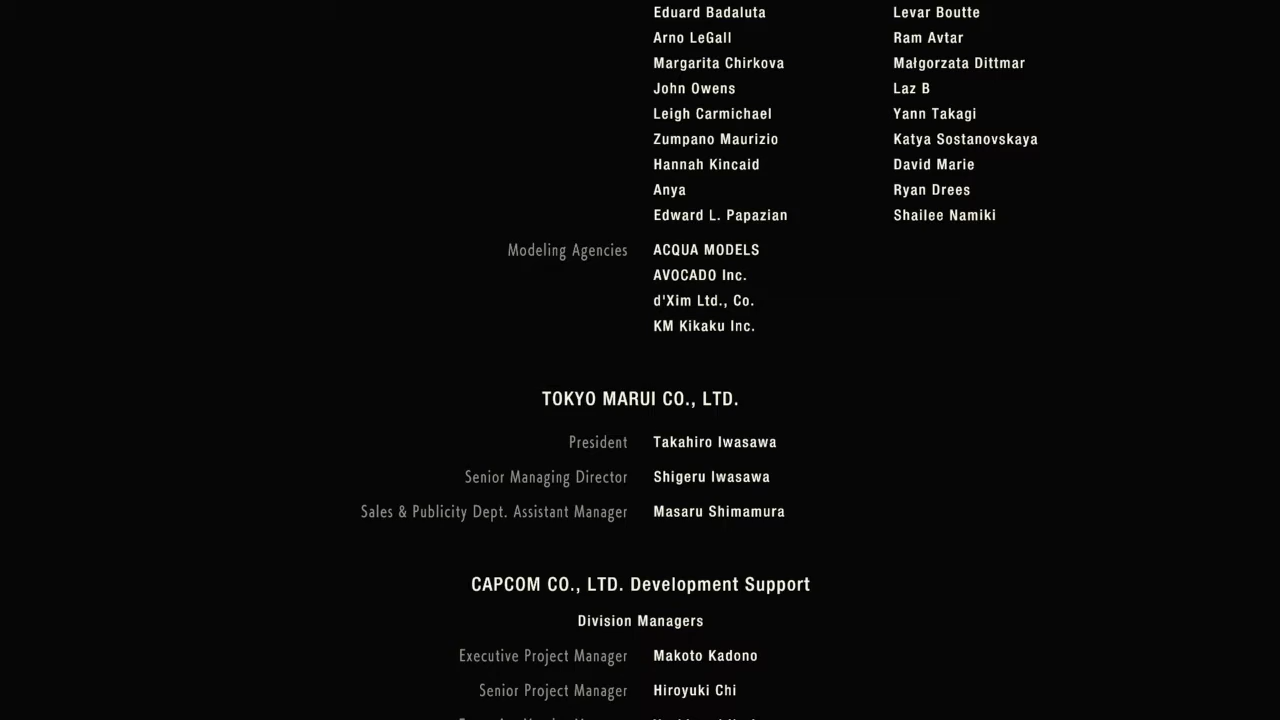 Eduard Badaluta Levar Boutte
Arno LeGall Ram Avtar
Margarita Chirkova Małgorzata Dittmar
John Owens Laz B
Leigh Carmichael Yann Takagi
Zumpano Maurizio Katya Sostanovskaya
Hannah Kincaid David Marie
Anya Ryan Drees
Edward L. Papazian Shailee Namiki
Modeling Agencies ACQUA MODELS
AVOCADO Inc.
d'Xim Ltd., Co.
KM Kikaku Inc.
TOKYO MARUI CO., LTD.
President Takahiro Iwasawa
Senior Managing Director Shigeru Iwasawa
Sales & Publicity Dept. Assistant Manager Masaru Shimamura
CAPCOM CO., LTD. Development Support
Division Managers
Executive Project Manager Makoto Kadono
Senior Project Manager Hiroyuki Chi